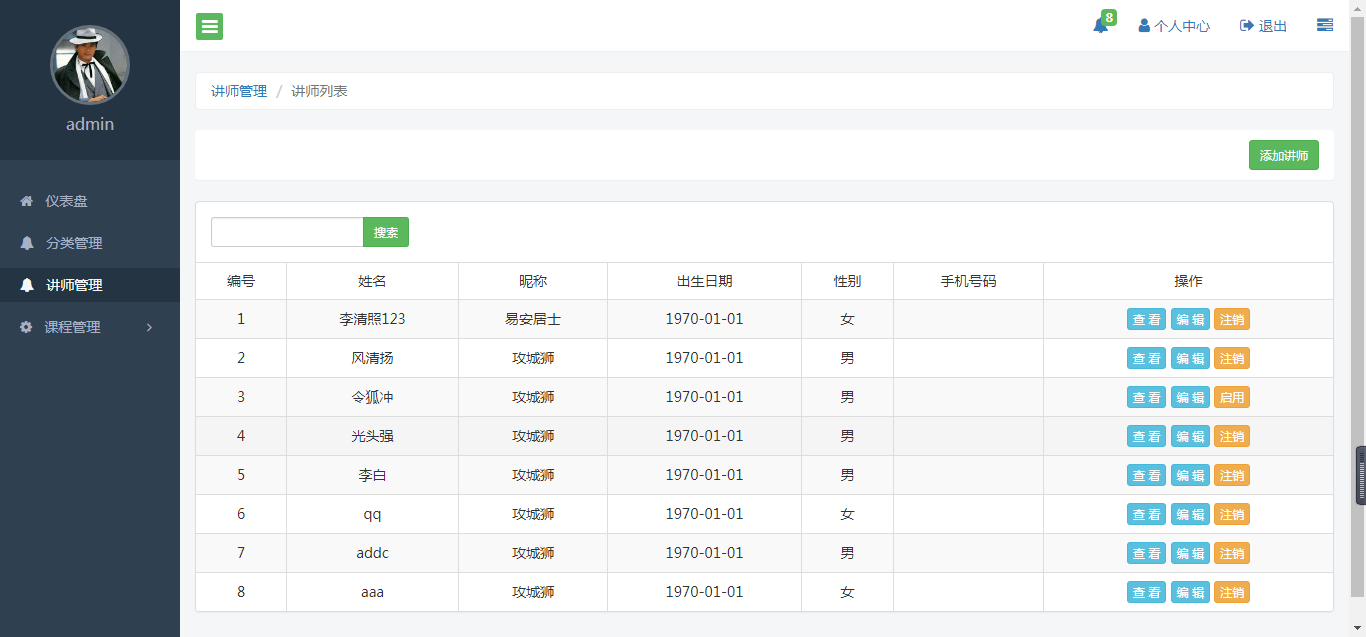 8 个人中心 退出
admin
讲师管理 / 讲师列表
添加讲师
仪表盘
分类管理
讲师管理
课程管理
搜索
编号 姓名 昵称 出生日期 性别 手机号码 操作
1 李清照123 易安居士 1970-01-01 女 查 看 编 辑 注销
2 风清扬 攻城狮 1970-01-01 男 查 看 编 辑 注销
3 令狐冲 攻城狮 1970-01-01 男 查 看 编 辑 启用
4 光头强 攻城狮 1970-01-01 男 查 看 编 辑 注销
5 李白 攻城狮 1970-01-01 男 查 看 编 辑 注销
6 qq 攻城狮 1970-01-01 女 查 看 编 辑 注销
7 addc 攻城狮 1970-01-01 男 查 看 编 辑 注销
8 aaa 攻城狮 1970-01-01 女 查 看 编 辑 注销